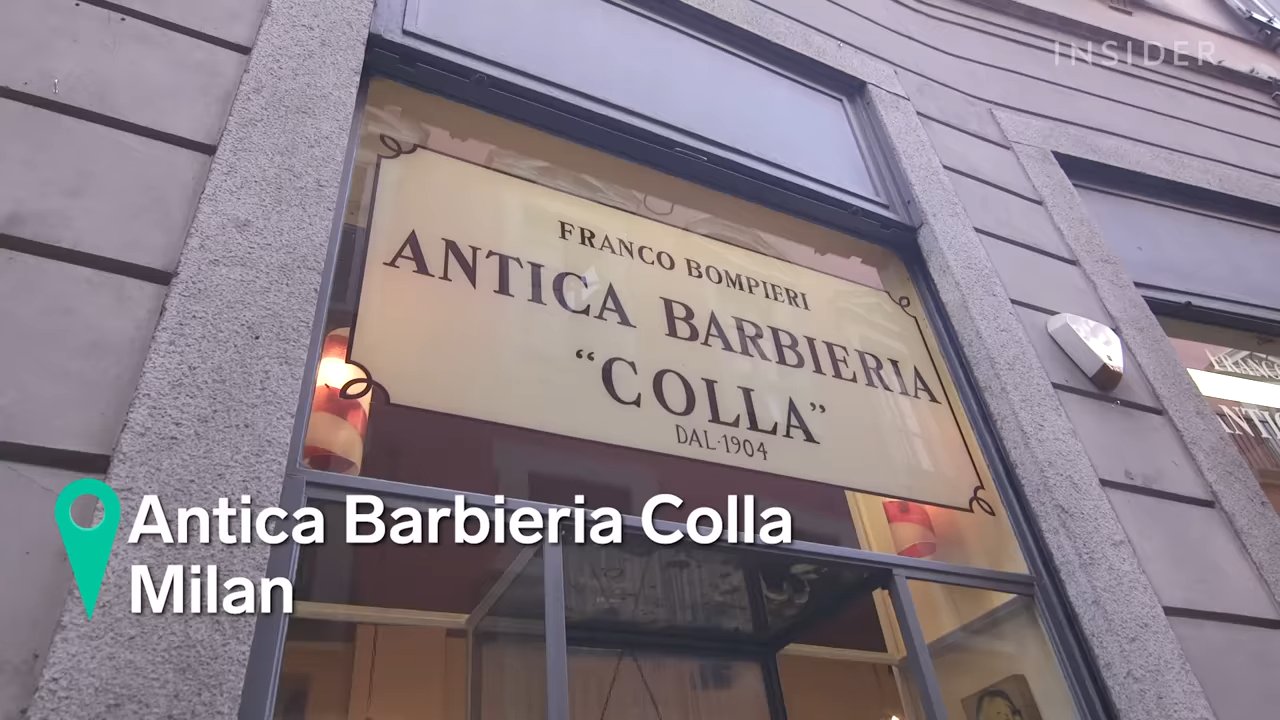 INSIDER
FRANCO BOMPIERI
ANTICA BARBIERIA
“COLLA”
DAL·1904
Antica Barbieria Colla
Milan